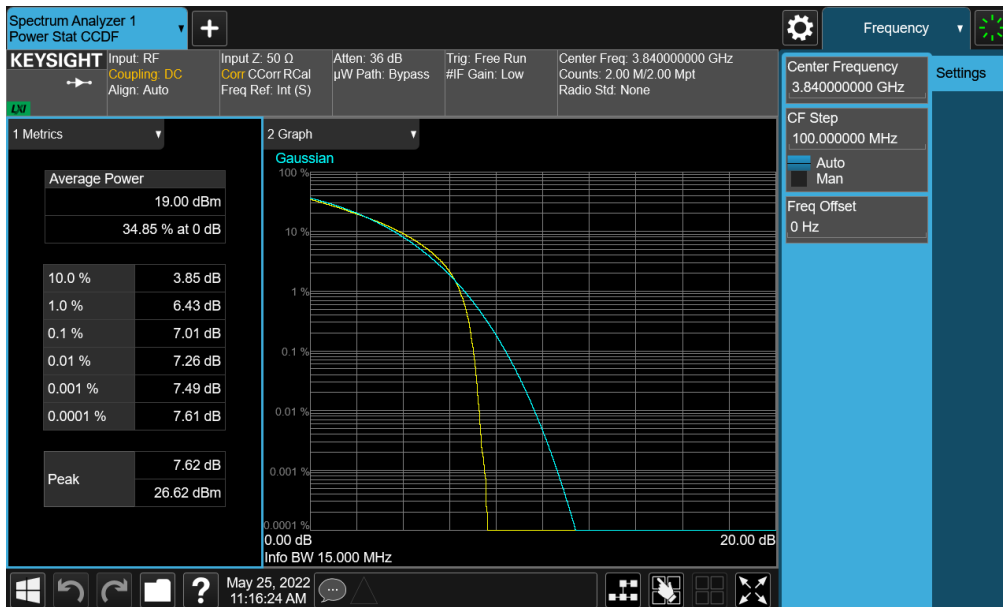 Spectrum Analyzer 1
Power Stat CCDF
+
Frequency
KEYSIGHT
LXI
Input: RF
Coupling: DC
Align: Auto
Input Z: 50 Ω
Corr CCorr RCal
Freq Ref: Int (S)
Atten: 36 dB
µW Path: Bypass
Trig: Free Run
#IF Gain: Low
Center Freq: 3.840000000 GHz
Counts: 2.00 M/2.00 Mpt
Radio Std: None
Center Frequency
3.840000000 GHz
Settings
CF Step
100.000000 MHz
Auto
Man
Freq Offset
0 Hz
1 Metrics
Average Power
19.00 dBm
34.85 % at 0 dB
10.0 % 3.85 dB
1.0 % 6.43 dB
0.1 % 7.01 dB
0.01 % 7.26 dB
0.001 % 7.49 dB
0.0001 % 7.61 dB
Peak
7.62 dB
26.62 dBm
2 Graph
Gaussian
100 %
10 %
1 %
0.1 %
0.01 %
0.001 %
0.0001 %
0.00 dB
20.00 dB
Info BW 15.000 MHz
?
May 25, 2022
11:16:24 AM